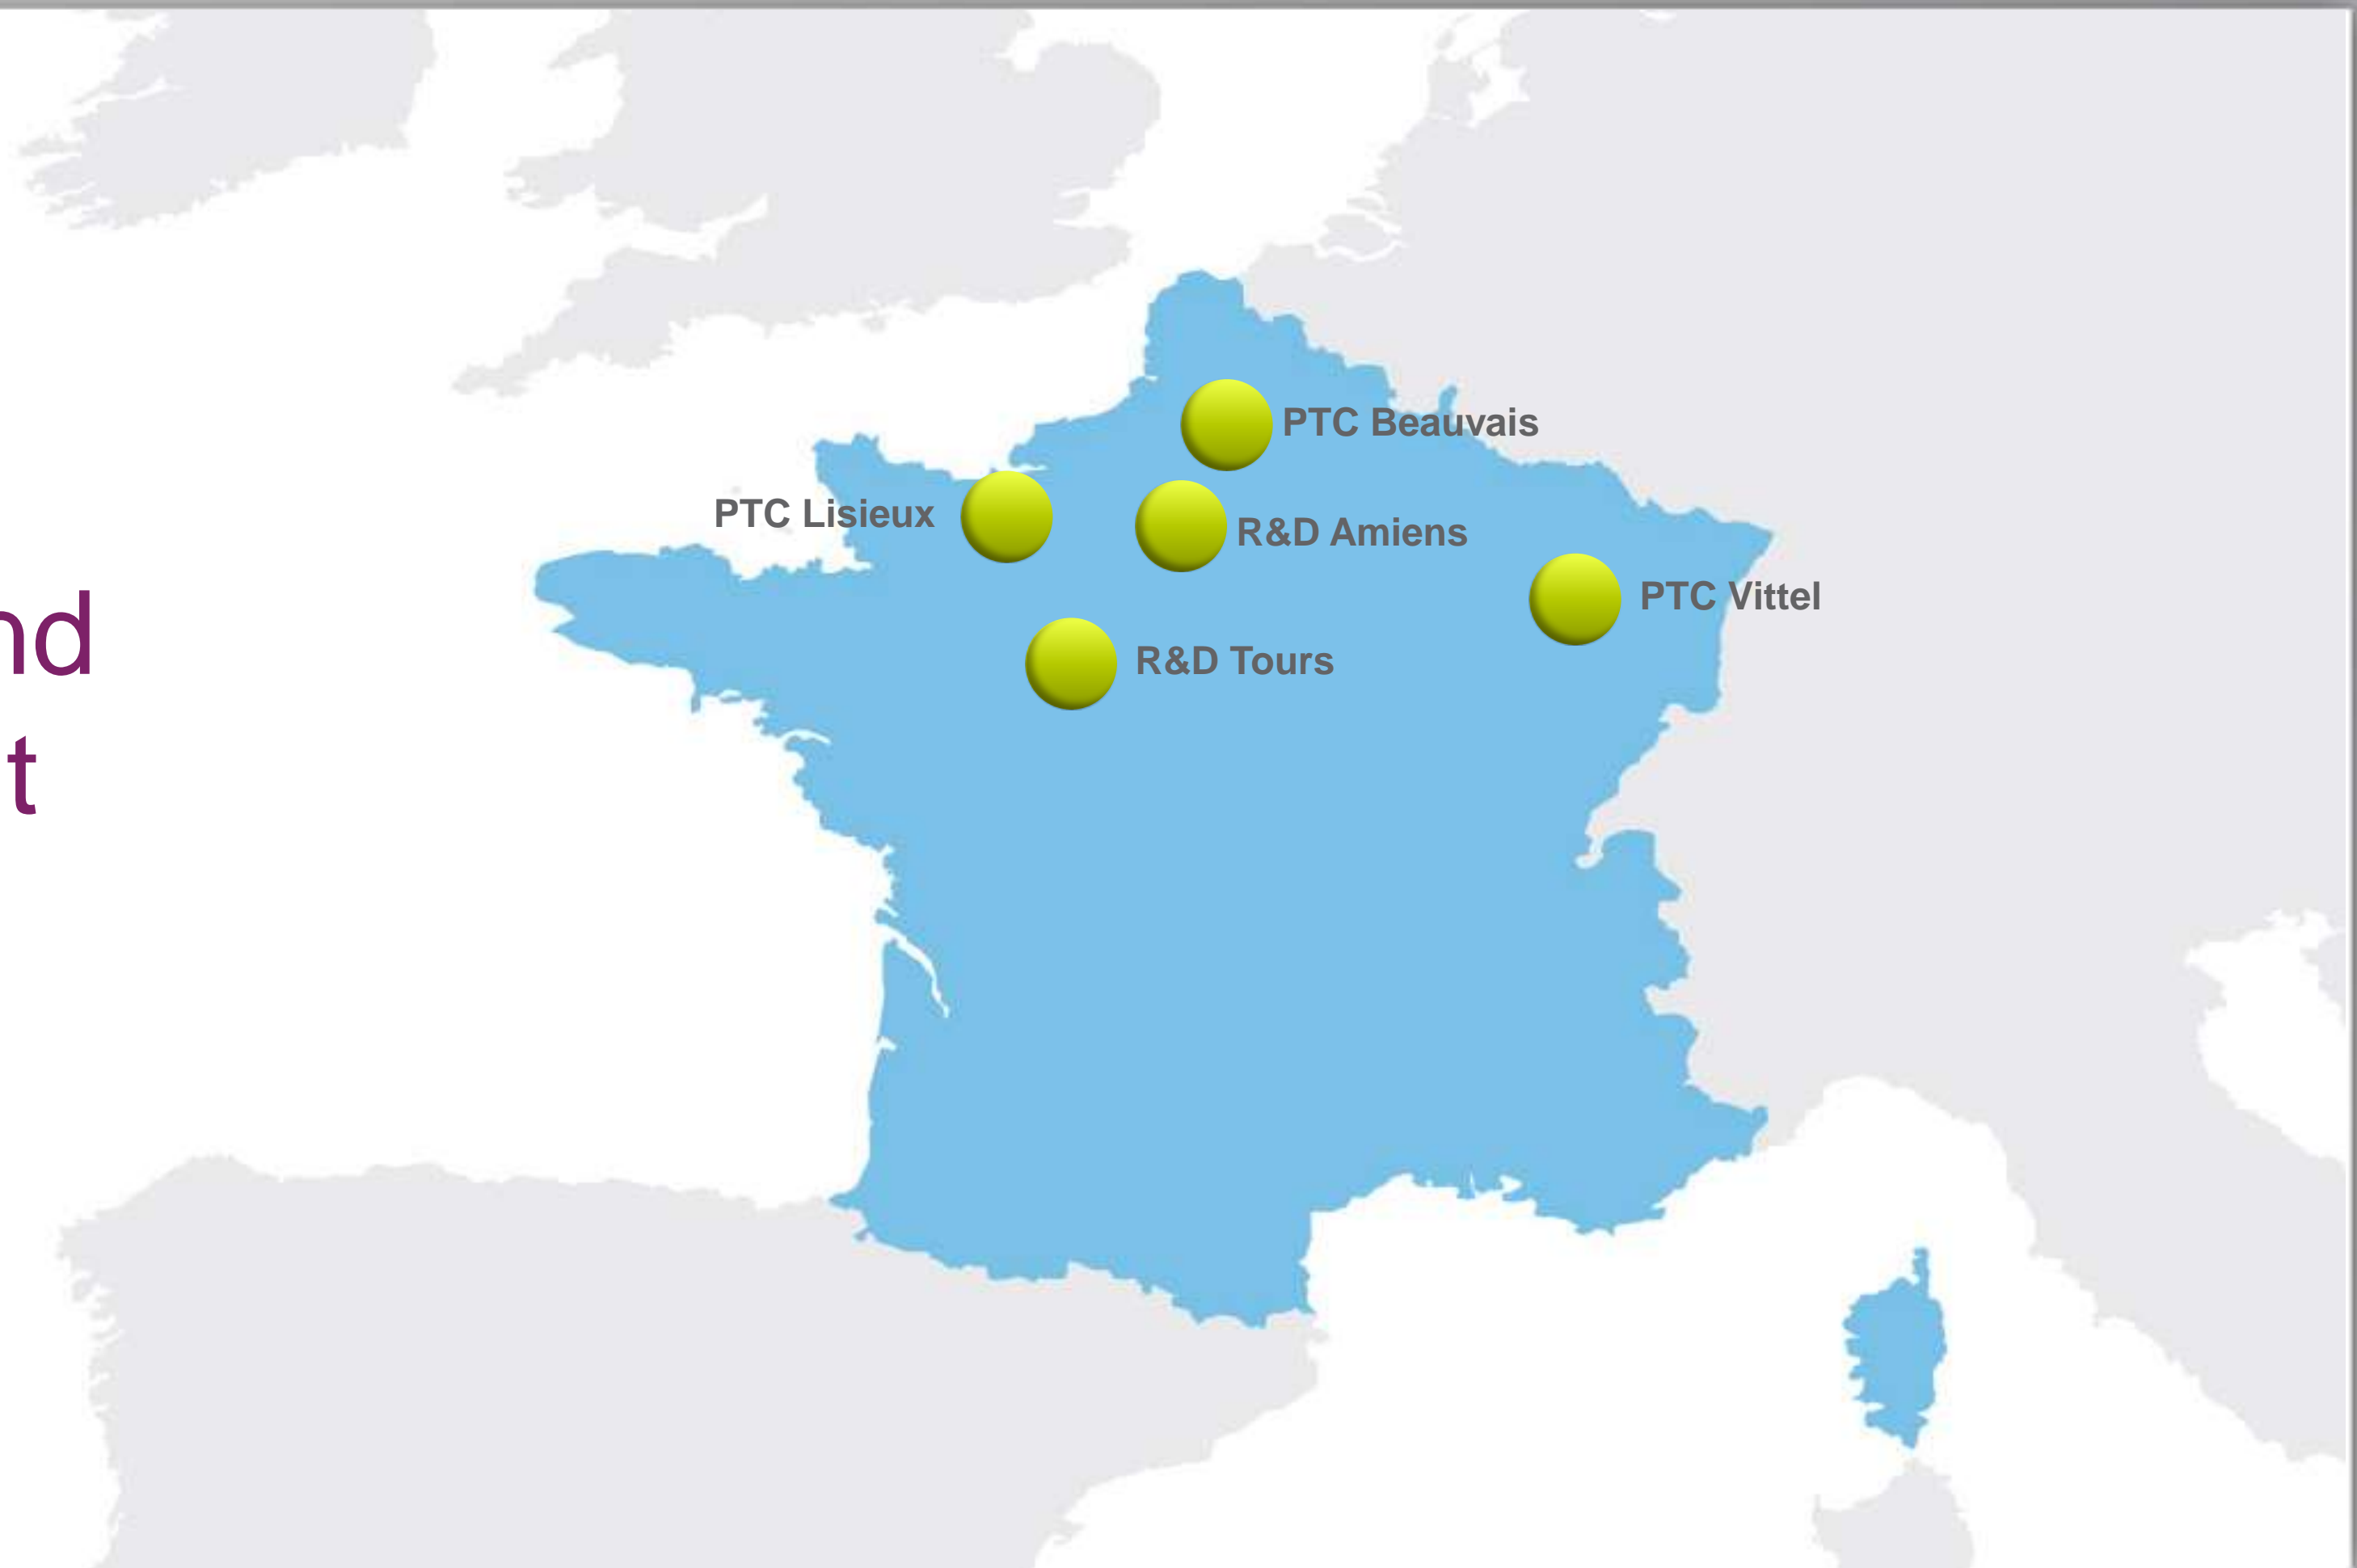 PTC Beauvais
PTC Lisieux
R&D Amiens
PTC Vittel
nd
R&D Tours
t